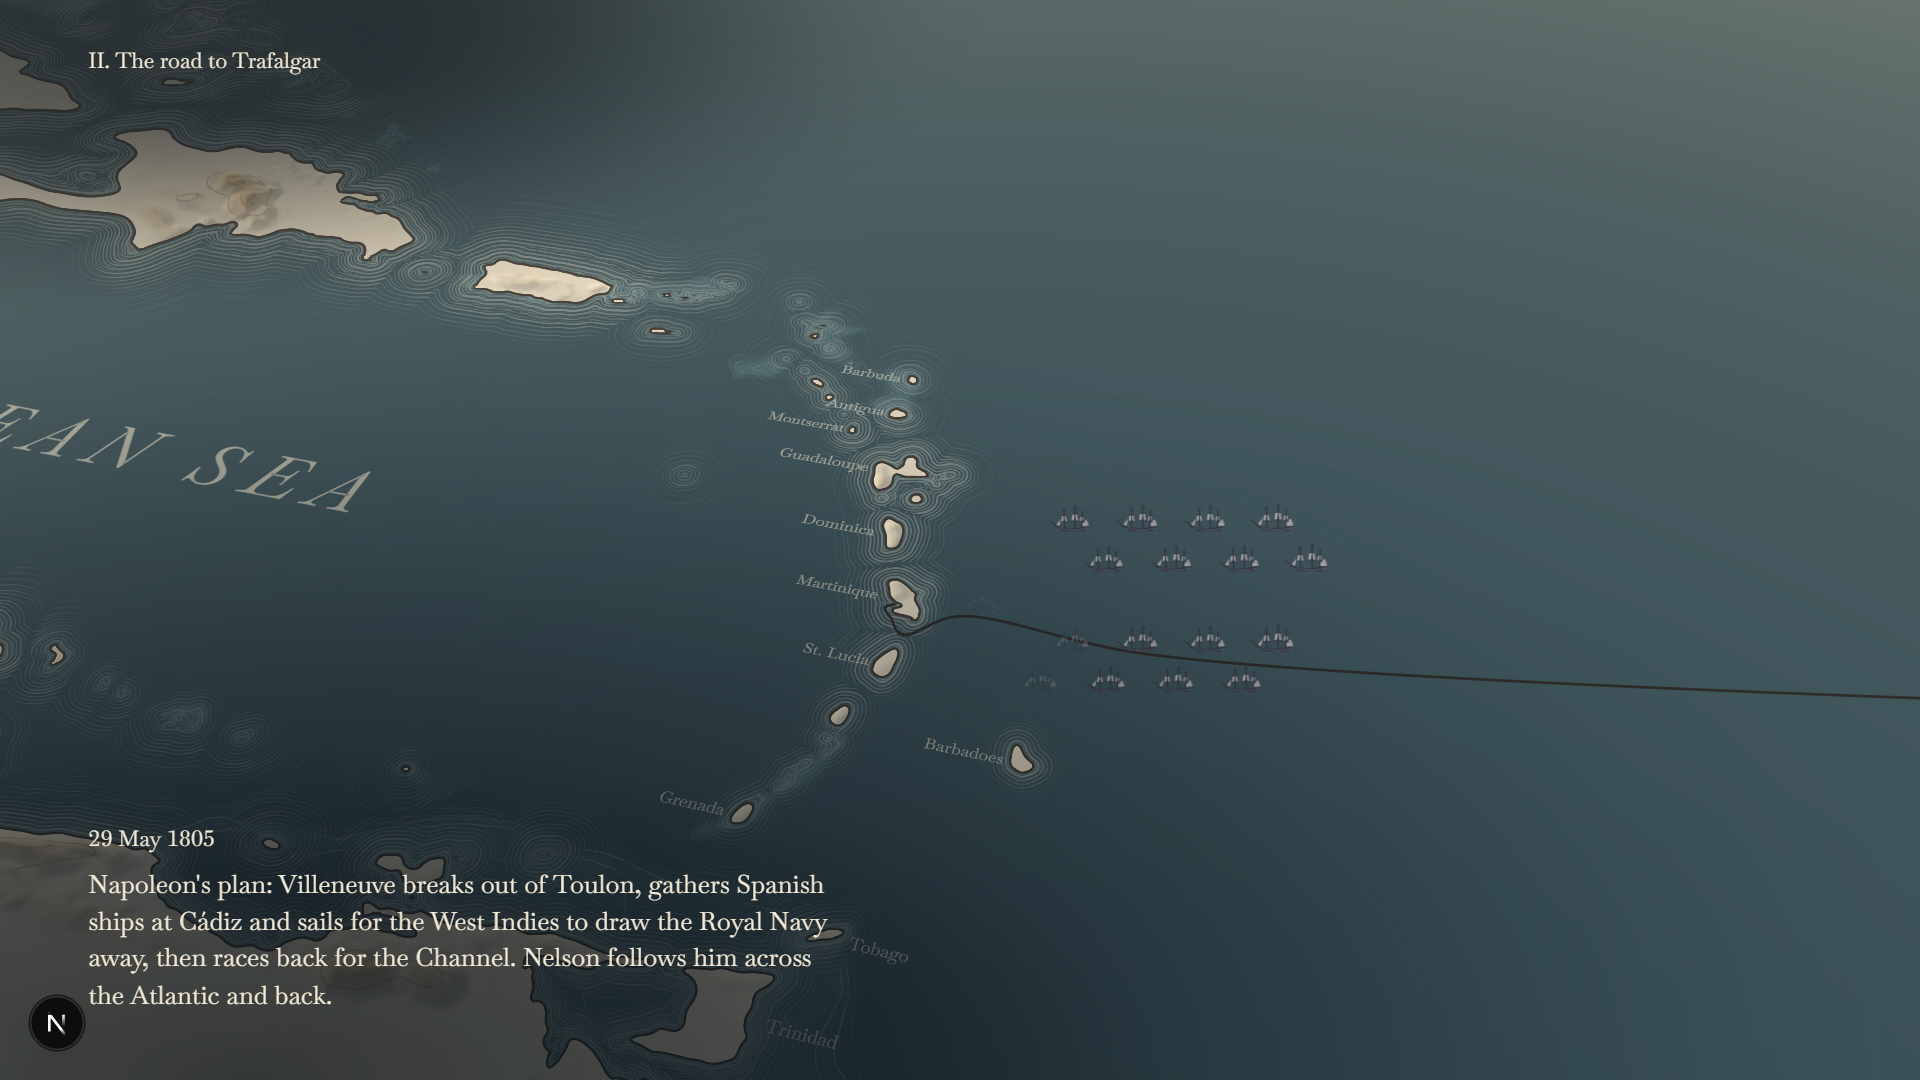 II. The road to Trafalgar
Barbuda
Antigua
Montserrat
Guadaloupe
EAN SEA
Dominica
Martinique
St. Lucia
Barbadoes
Grenada
29 May 1805
Napoleon's plan: Villeneuve breaks out of Toulon, gathers Spanish
ships at Cádiz and sails for the West Indies to draw the Royal Navy
away, then races back for the Channel. Nelson follows him across
the Atlantic and back.
Tobago
Trinidad
N